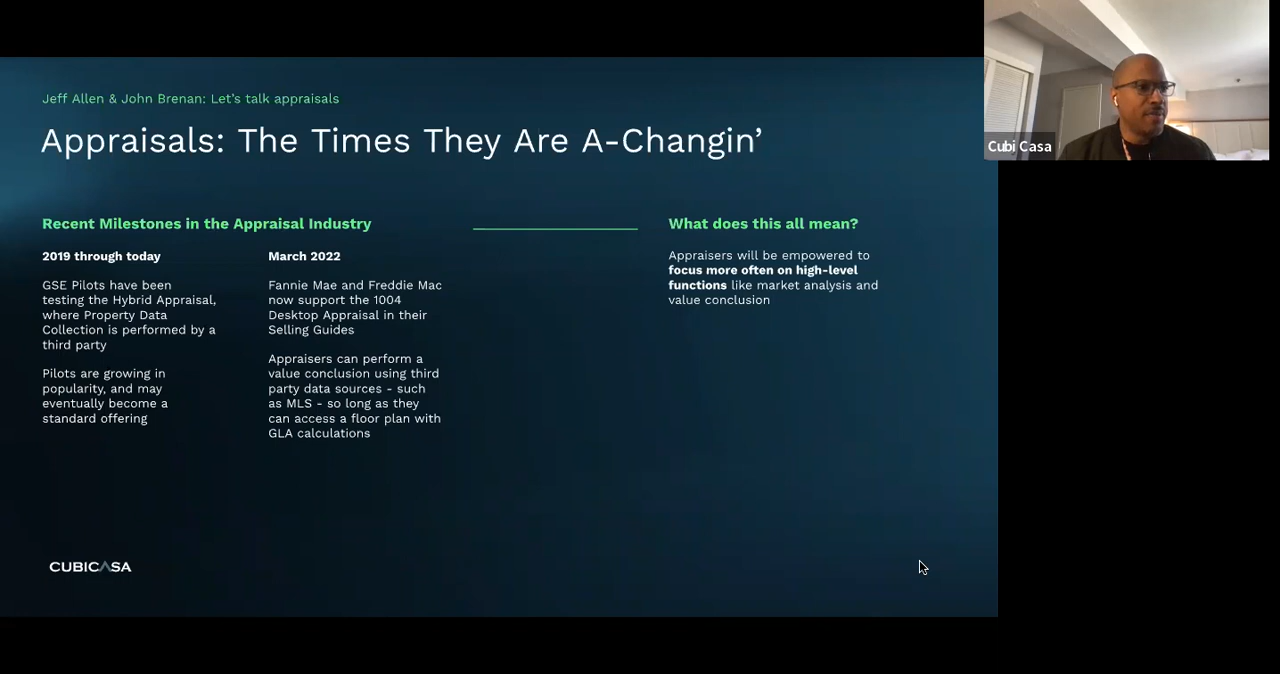 Jeff Allen & John Brenan: Let's talk appraisals
Appraisals: The Times They Are A-Changin’
Recent Milestones in the Appraisal Industry
2019 through today
GSE Pilots have been
testing the Hybrid Appraisal,
where Property Data
Collection is performed by a
third party
Pilots are growing in
popularity, and may
eventually become a
standard offering
March 2022
Fannie Mae and Freddie Mac
now support the 1004
Desktop Appraisal in their
Selling Guides
Appraisers can perform a
value conclusion using third
party data sources - such
as MLS - so long as they
can access a floor plan with
GLA calculations
What does this all mean?
Appraisers will be empowered to
focus more often on high-level
functions like market analysis and
value conclusion
CUBICASA
Cubi Casa